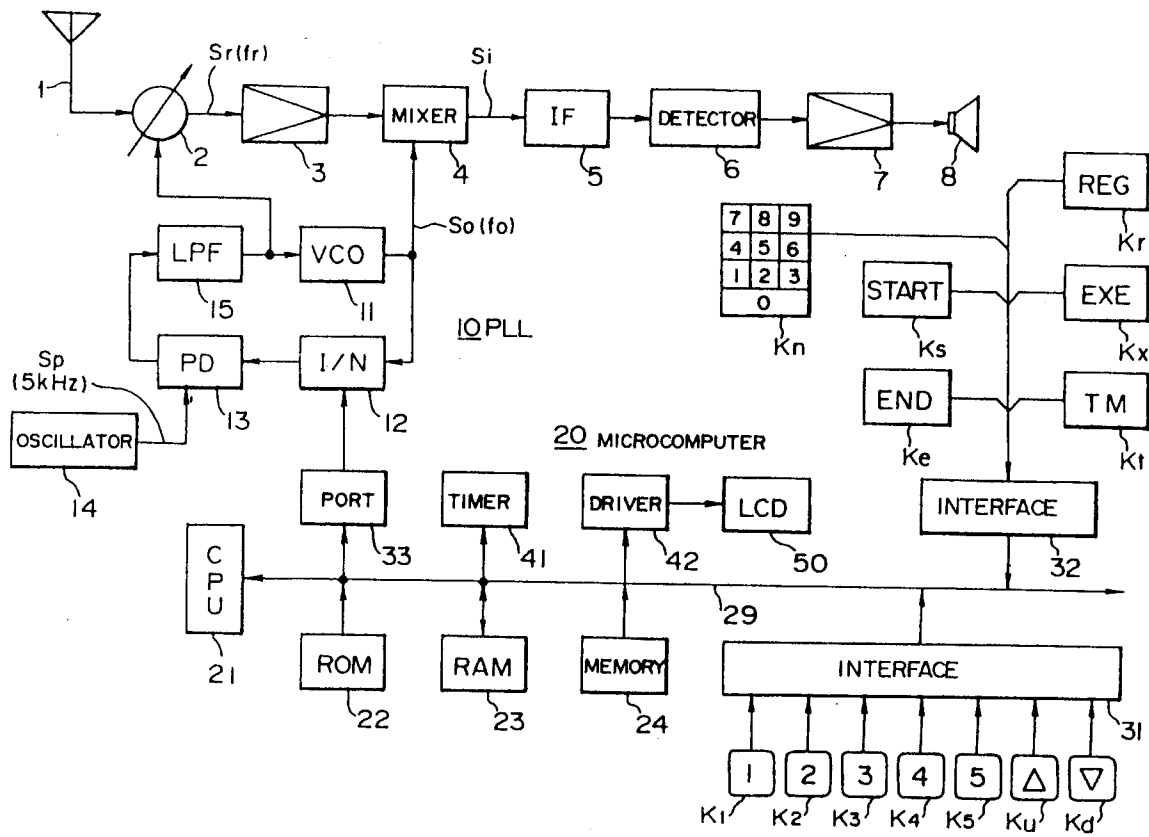 Sr(fr)
Si
1
2
3
MIXER
4
IF
5
DETECTOR
6
7
8
So(fo)
LPF
15
VCO
11
10 PLL
Sp
(5kHz)
PD
13
I/N
12
OSCILLATOR
14
7 8 9
4 5 6
1 2 3
0
Kn
REG
Kr
START
Ks
EXE
Kx
END
Ke
TM
Kt
20 MICROCOMPUTER
PORT
33
TIMER
41
DRIVER
42
LCD
50
INTERFACE
32
CPU
21
29
ROM
22
RAM
23
MEMORY
24
INTERFACE
31
1 2 3 4 5 △ ▽
K1 K2 K3 K4 K5 Ku Kd